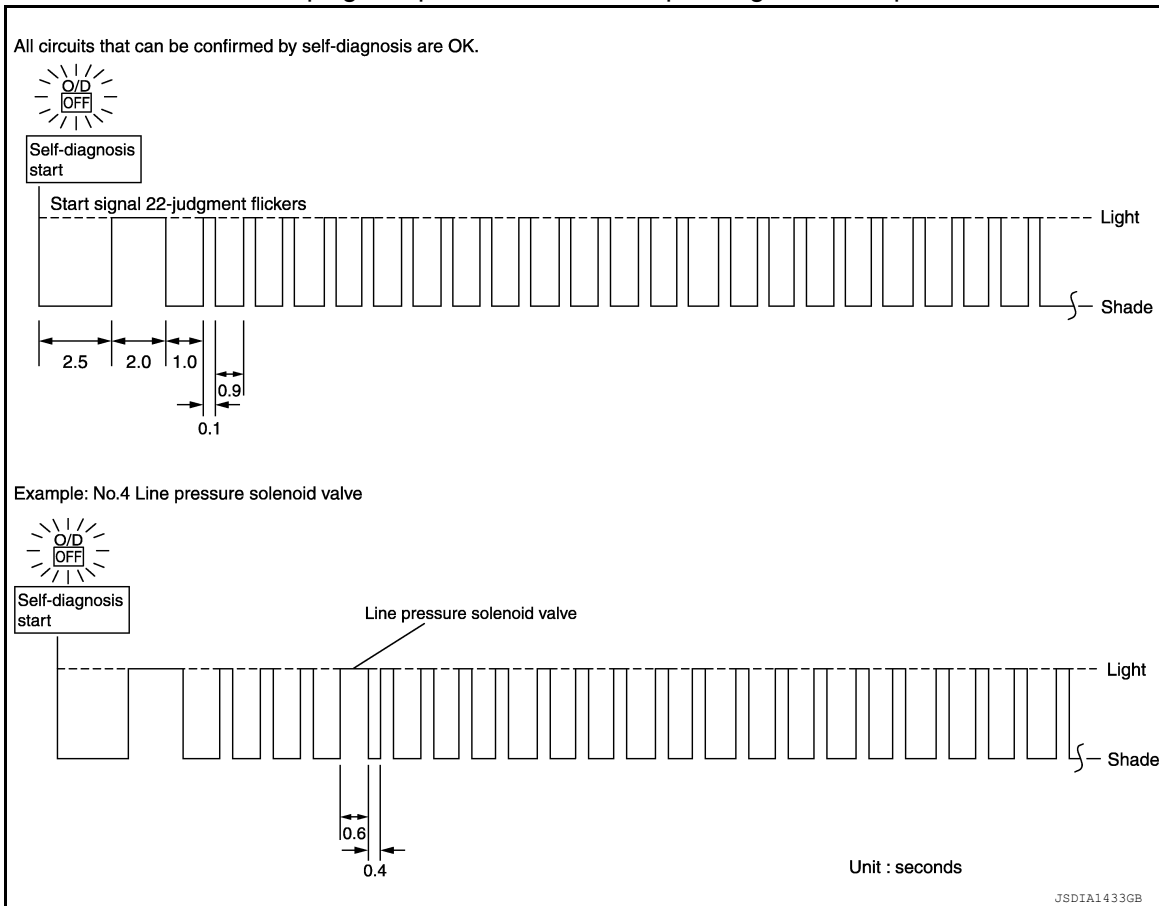 All circuits that can be confirmed by self-diagnosis are OK.
O/D
OFF
Self-diagnosis
start
Start signal 22-judgment flickers
Light
Shade
2.5
2.0
1.0
0.9
0.1
Example: No.4 Line pressure solenoid valve
O/D
OFF
Self-diagnosis
start
Line pressure solenoid valve
Light
Shade
0.6
0.4
Unit : seconds
JSDIA1433GB